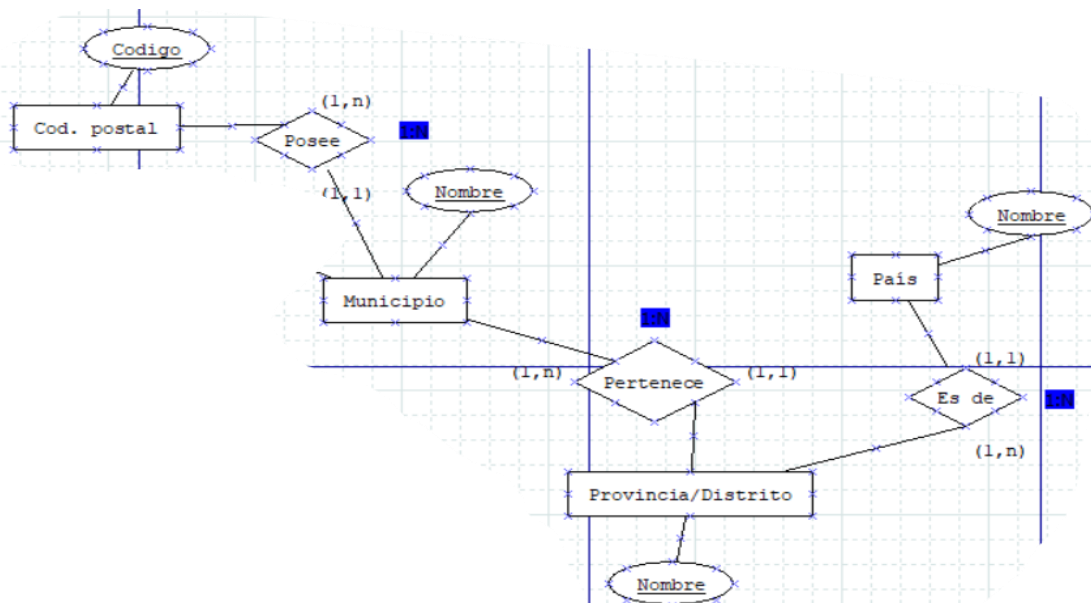 Codigo
Cod. postal
(1,n)
Posee
1:N
(1,1)
Nombre
Nombre
País
Municipio
1:N
(1,n)
Pertenece
(1,1)
(1,1)
Es de
1:N
(1,n)
Provincia/Distrito
Nombre